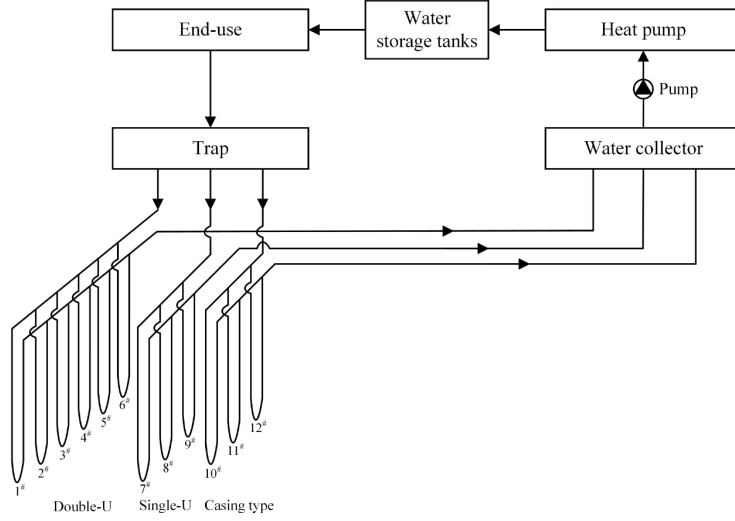 End-use
Water
storage tanks
Heat pump
Pump
Trap
Water collector
1#
2#
3#
4#
5#
6#
7#
8#
9#
10#
11#
12#
Double-U
Single-U
Casing type